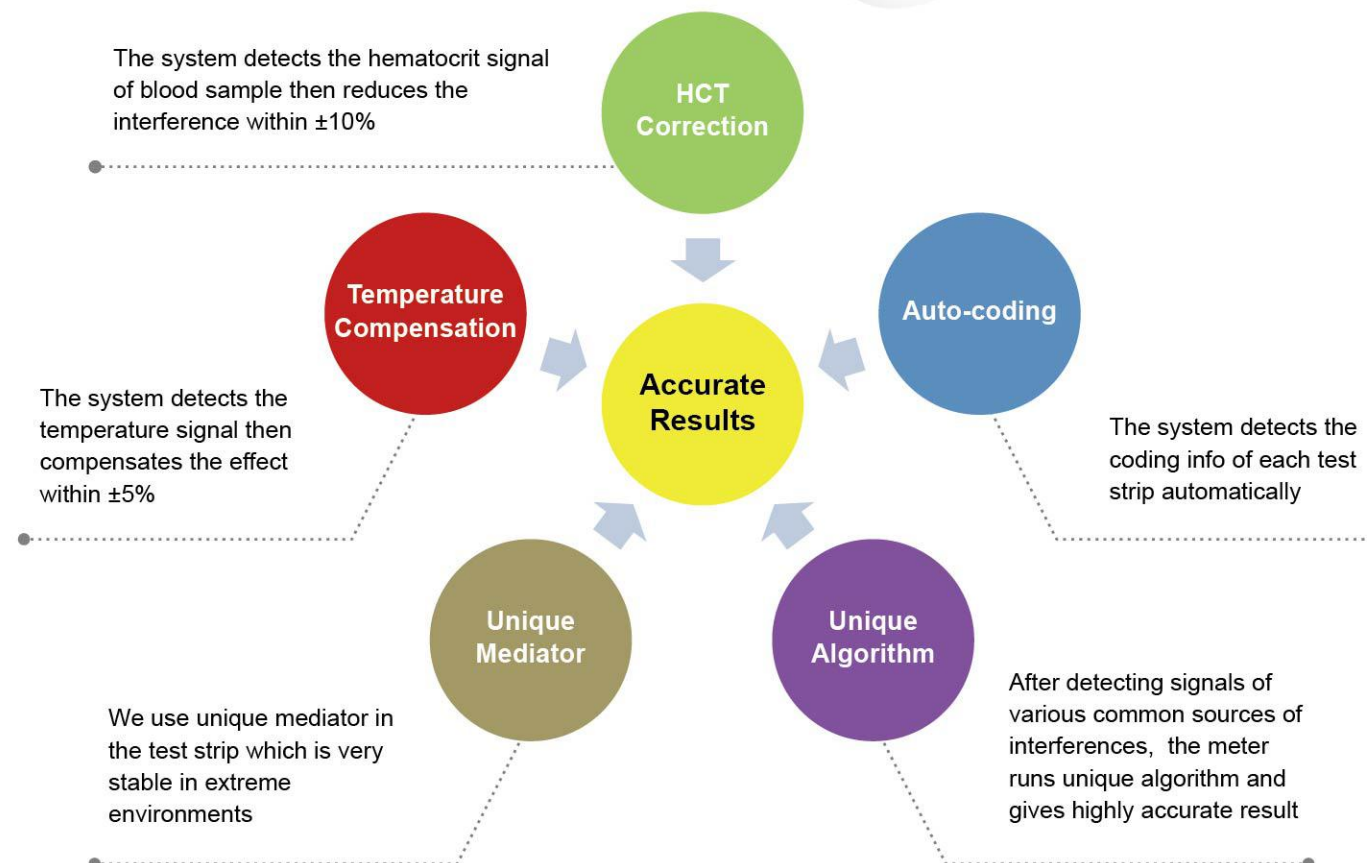 The system detects the hematocrit signal
of blood sample then reduces the
interference within ±10%
HCT
Correction
Temperature
Compensation
Auto-coding
Accurate
Results
The system detects the
temperature signal then
compensates the effect
within ±5%
The system detects the
coding info of each test
strip automatically
Unique
Mediator
Unique
Algorithm
We use unique mediator in
the test strip which is very
stable in extreme
environments
After detecting signals of
various common sources of
interferences, the meter
runs unique algorithm and
gives highly accurate result